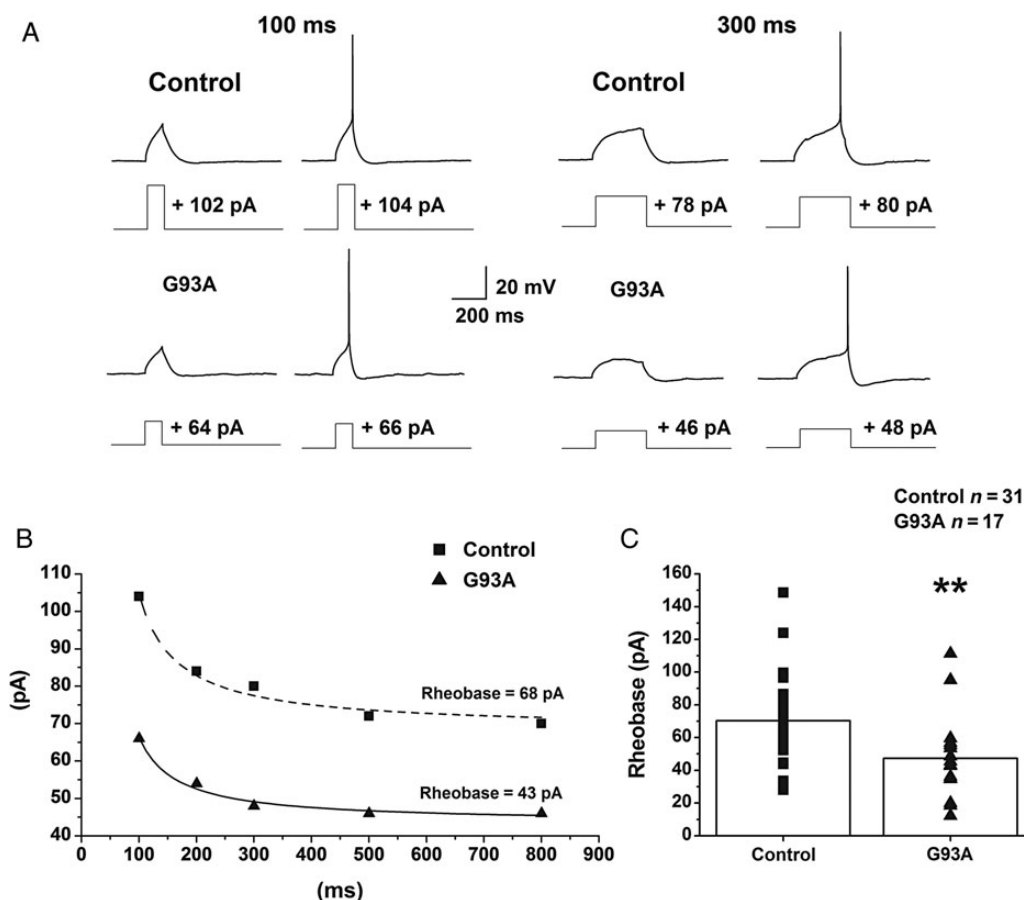 A
100 ms
300 ms
Control
Control
+ 102 pA
+ 104 pA
+ 78 pA
+ 80 pA
G93A
20 mV
200 ms
G93A
+ 64 pA
+ 66 pA
+ 46 pA
+ 48 pA
Control n = 31
G93A n = 17
B
Control
G93A
110
100
90
80
70
60
50
40
(pA)
Rheobase = 68 pA
Rheobase = 43 pA
0 100 200 300 400 500 600 700 800 900
(ms)
C
**
160
140
120
100
80
60
40
20
0
Rheobase (pA)
Control G93A